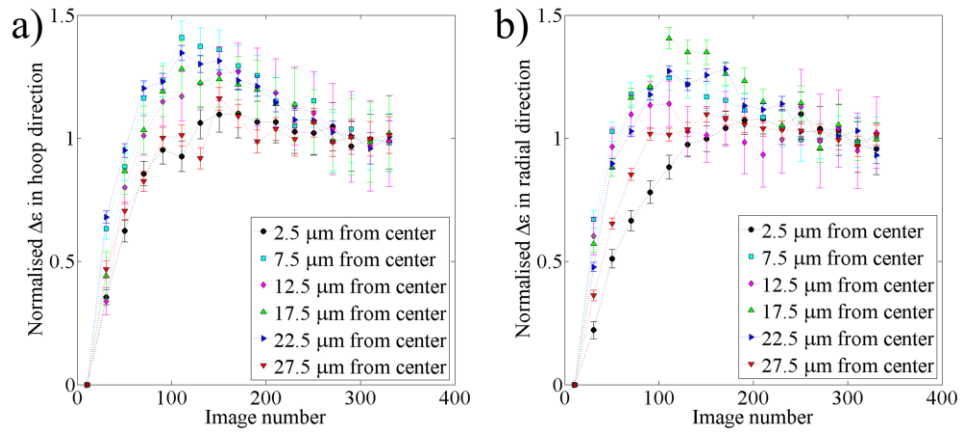 a)
Normalised Δε in hoop direction
1.5
1
0.5
0
0 100 200 300 400
Image number
2.5 μm from center
7.5 μm from center
12.5 μm from center
17.5 μm from center
22.5 μm from center
27.5 μm from center
b)
Normalised Δε in radial direction
1.5
1
0.5
0
0 100 200 300 400
Image number
2.5 μm from center
7.5 μm from center
12.5 μm from center
17.5 μm from center
22.5 μm from center
27.5 μm from center